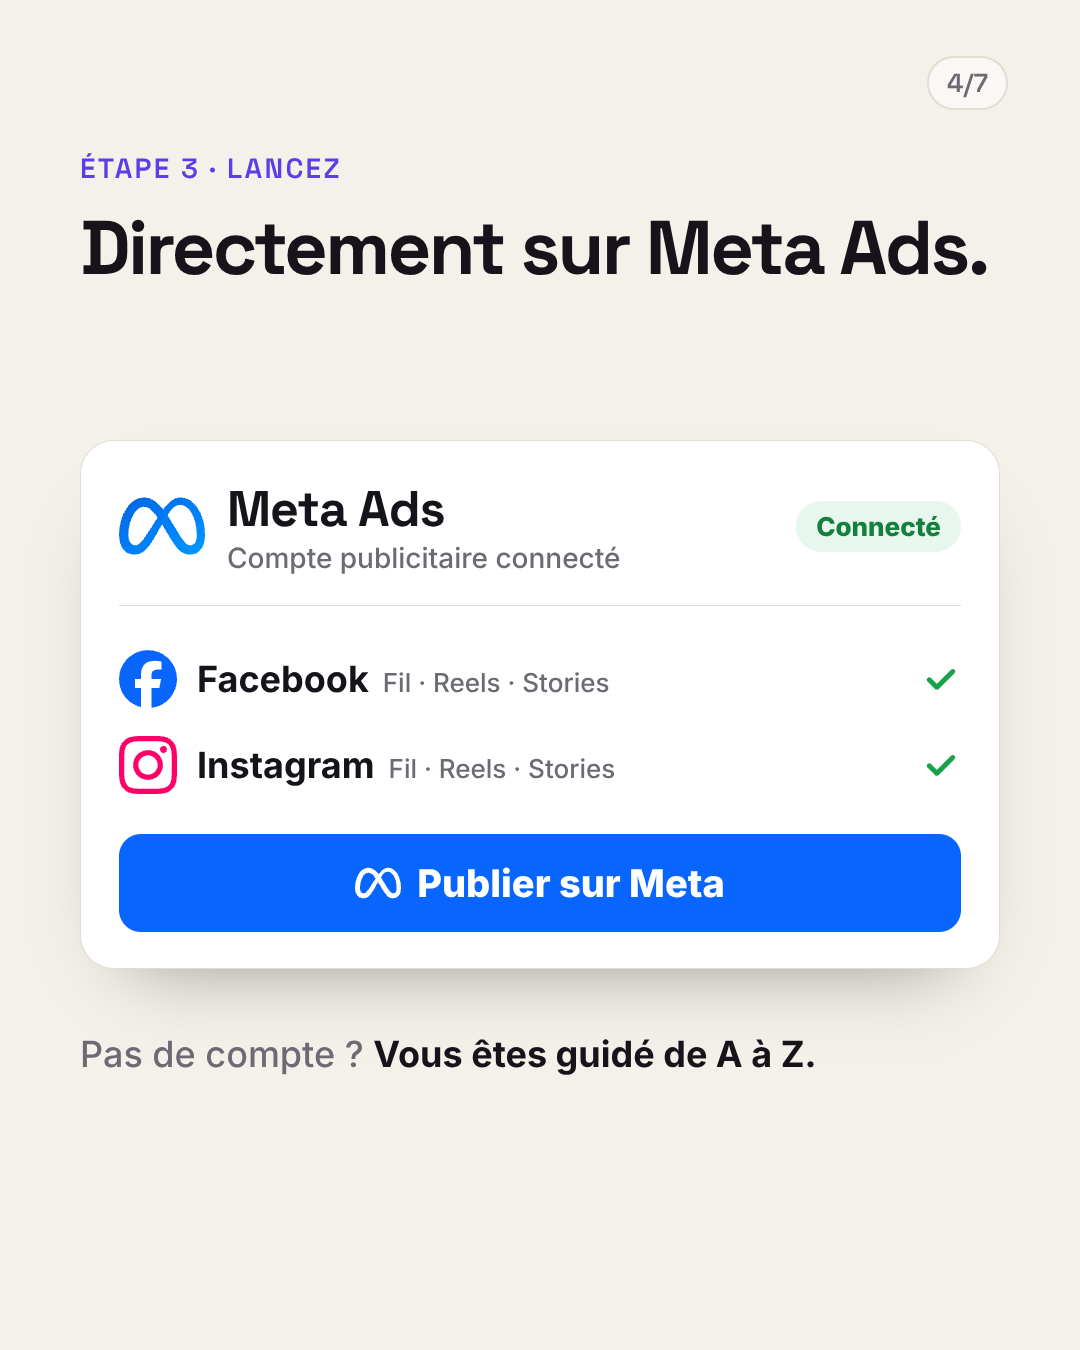 4/7
ÉTAPE 3 · LANCEZ
Directement sur Meta Ads.
Meta Ads
Compte publicitaire connecté
Connecté
Facebook Fil · Reels · Stories
Instagram Fil · Reels · Stories
Publier sur Meta
Pas de compte ? Vous êtes guidé de A à Z.